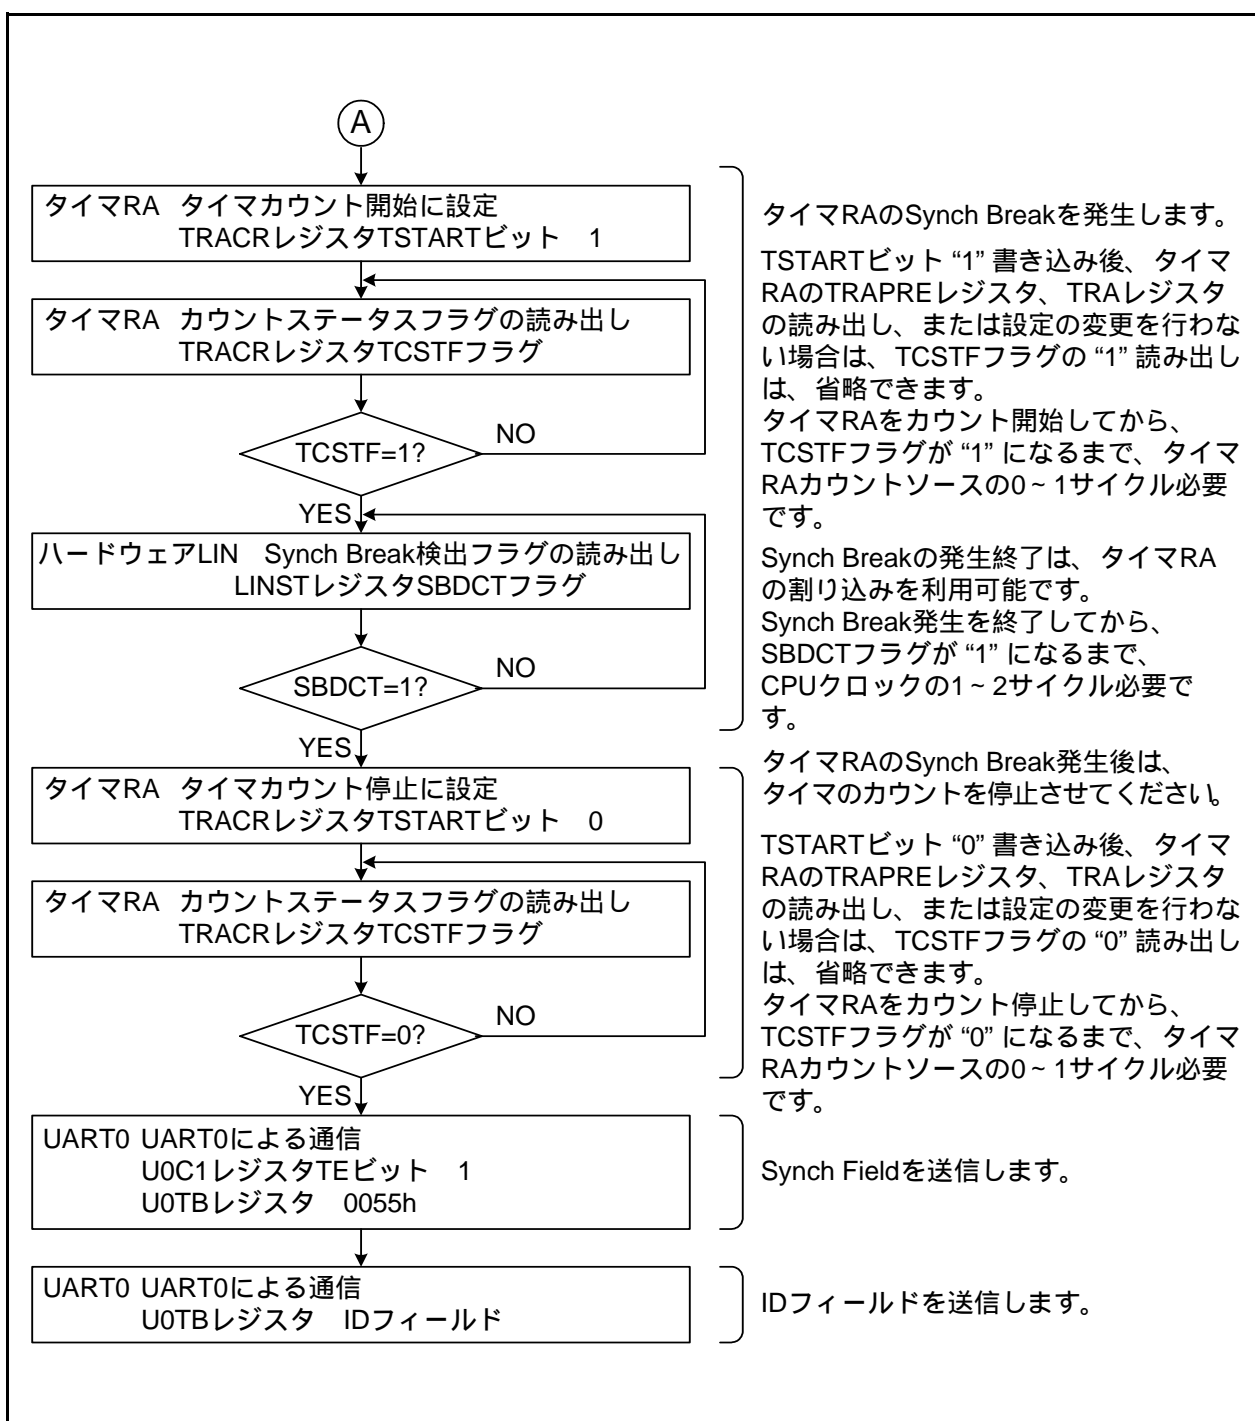 A
タイマRA タイマカウント開始に設定
TRACRレジスタTSTARTビット 1
タイマRA カウントステータスフラグの読み出し
TRACRレジスタTCSTFフラグ
TCSTF=1?
NO
YES
ハードウェアLIN Synch Break検出フラグの読み出し
LINSTレジスタSBDCTフラグ
SBDCT=1?
NO
YES
タイマRA タイマカウント停止に設定
TRACRレジスタTSTARTビット 0
タイマRA カウントステータスフラグの読み出し
TRACRレジスタTCSTFフラグ
TCSTF=0?
NO
YES
UART0 UART0による通信
U0C1レジスタTEビット 1
U0TBレジスタ 0055h
UART0 UART0による通信
U0TBレジスタ IDフィールド
タイマRAのSynch Breakを発生します。
TSTARTビット “1” 書き込み後、タイマ
RAのTRAPREレジスタ、TRAレジスタ
の読み出し、または設定の変更を行わな
い場合は、TCSTFフラグの “1” 読み出し
は、省略できます。
タイマRAをカウント開始してから、
TCSTFフラグが “1” になるまで、タイマ
RAカウントソースの0~1サイクル必要
です。
Synch Breakの発生終了は、タイマRA
の割り込みを利用可能です。
Synch Break発生を終了してから、
SBDCTフラグが “1” になるまで、
CPUクロックの1~2サイクル必要で
す。
タイマRAのSynch Break発生後は、
タイマのカウントを停止させてください。
TSTARTビット “0” 書き込み後、タイマ
RAのTRAPREレジスタ、TRAレジスタ
の読み出し、または設定の変更を行わな
い場合は、TCSTFフラグの “0” 読み出し
は、省略できます。
タイマRAをカウント停止してから、
TCSTFフラグが “0” になるまで、タイマ
RAカウントソースの0~1サイクル必要
です。
Synch Fieldを送信します。
IDフィールドを送信します。